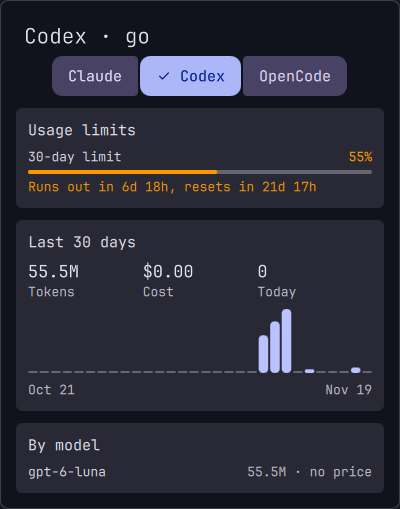 Codex · go
Claude
✓ Codex
OpenCode
Usage limits
30-day limit 55%
Runs out in 6d 18h, resets in 21d 17h
Last 30 days
55.5M $0.00 0
Tokens Cost Today
Oct 21 Nov 19
By model
gpt-6-luna 55.5M · no price